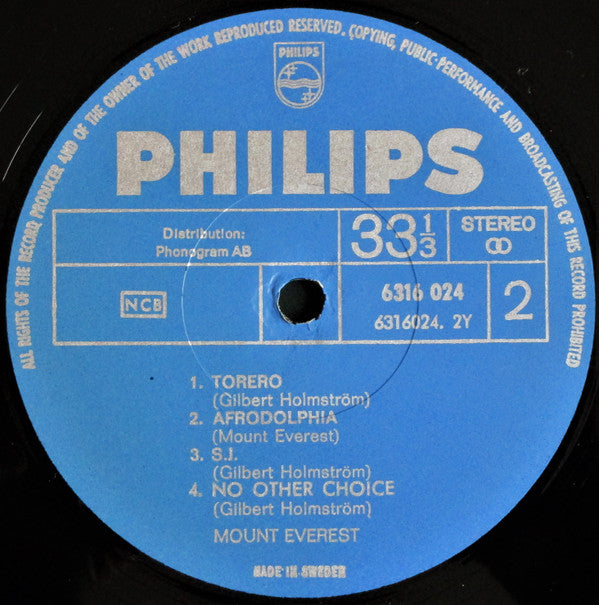 ALL RIGHTS OF THE RECORD PRODUCER AND OF THE OWNER OF THE WORK REPRODUCED RESERVED. COPYING, PUBLIC PERFORMANCE AND BROADCASTING OF THIS RECORD PROHIBITED
PHILIPS
PHILIPS
Distribution:
Phonogram AB
33 1/3
STEREO
NCB
6316 024
6316024. 2Y
2
1. TORERO
(Gilbert Holmström)
2. AFRODOLPHIA
(Mount Everest)
3. S.I.
(Gilbert Holmström)
4. NO OTHER CHOICE
(Gilbert Holmström)
MOUNT EVEREST
MADE IN SWEDEN